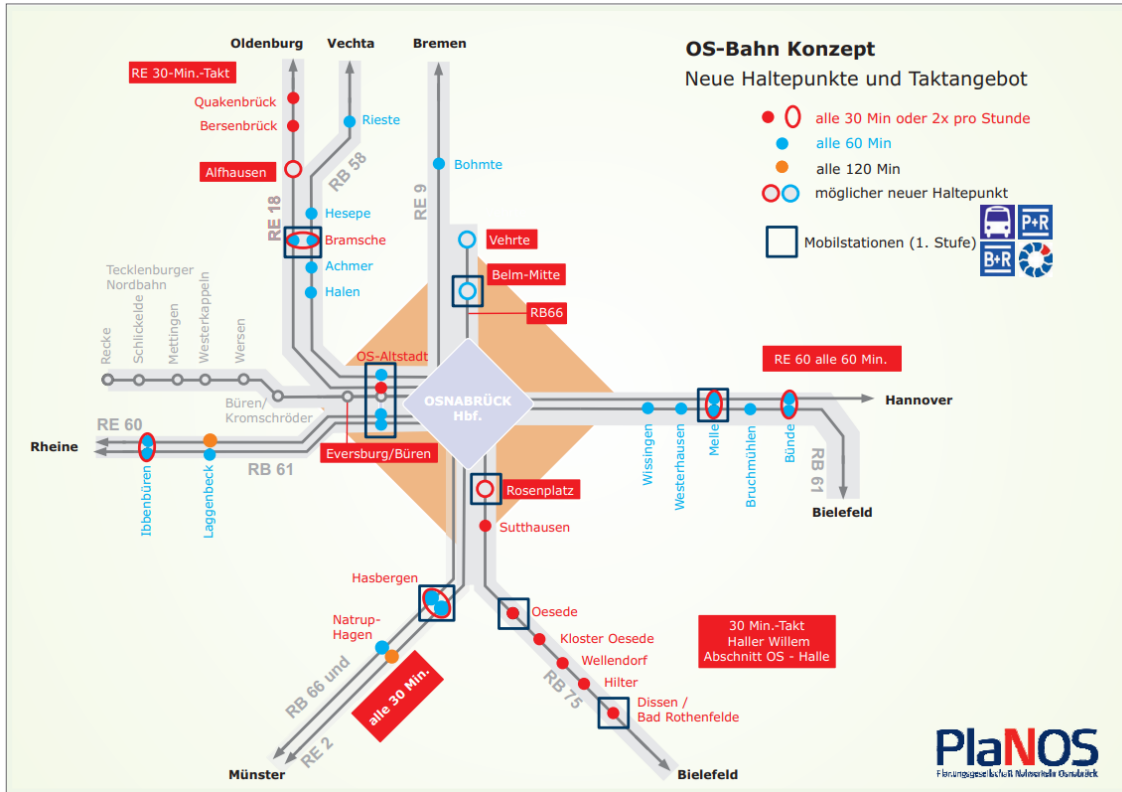 OS-Bahn Konzept
Neue Haltepunkte und Taktangebot
alle 30 Min oder 2x pro Stunde
alle 60 Min
alle 120 Min
möglicher neuer Haltepunkt
Mobilstationen (1. Stufe)
P+R
B+R
Oldenburg
Vechta
Bremen
RE 30-Min.-Takt
Quakenbrück
Bersenbrück
Alfhausen
RE 18
Rieste
RB 58
Hesepe
Bramsche
Achmer
Halen
Bohmte
RE 9
Vehrte
Belm-Mitte
RB66
Tecklenburger
Nordbahn
Recke
Schlickelde
Mettingen
Westerkappeln
Wersen
Büren/
Kromschröder
OS-Altstadt
Eversburg/Büren
OSNABRÜCK
Hbf.
RE 60
Rheine
RB 61
Ibbenbüren
Laggenbeck
RE 60 alle 60 Min.
Hannover
Wissingen
Westerhausen
Melle
Bruchmühlen
Bünde
RB 61
Bielefeld
Rosenplatz
Sutthausen
Hasbergen
Natrup-
Hagen
RB 66 und
RE 2
alle 30 Min.
Münster
Oesede
Kloster Oesede
Wellendorf
Hilter
Dissen /
Bad Rothenfelde
RB 75
Bielefeld
30 Min.-Takt
Haller Willem
Abschnitt OS - Halle
PlaNOS
Planungsgesellschaft Nahverkehr Osnabrück